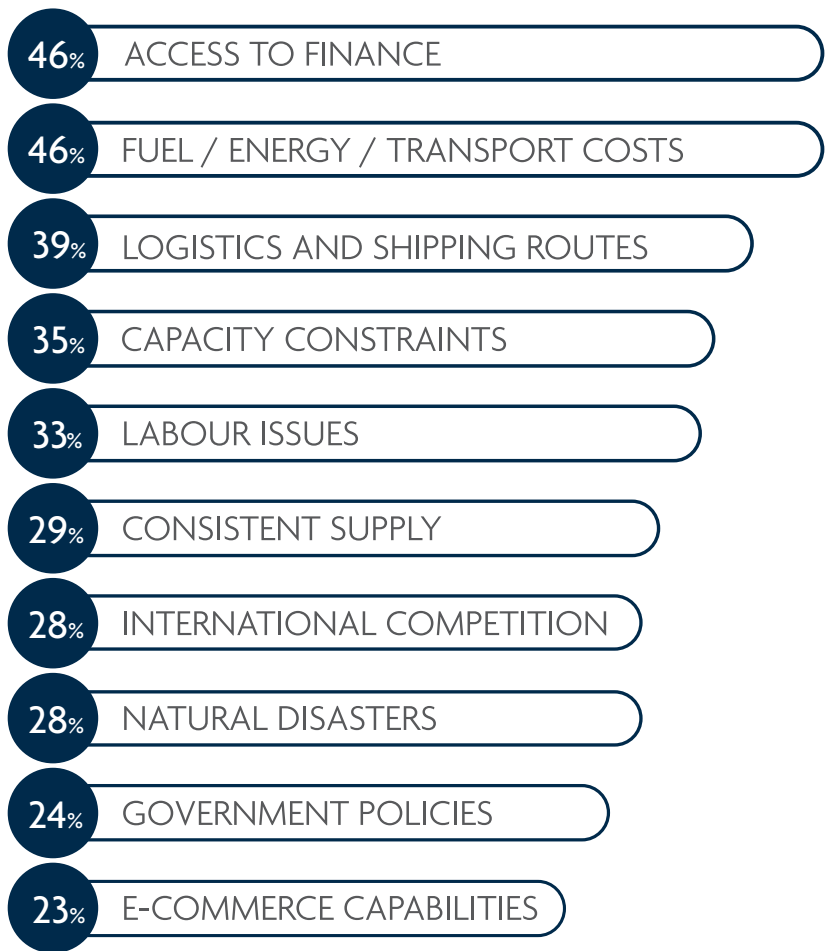 46% ACCESS TO FINANCE
46% FUEL / ENERGY / TRANSPORT COSTS
39% LOGISTICS AND SHIPPING ROUTES
35% CAPACITY CONSTRAINTS
33% LABOUR ISSUES
29% CONSISTENT SUPPLY
28% INTERNATIONAL COMPETITION
28% NATURAL DISASTERS
24% GOVERNMENT POLICIES
23% E-COMMERCE CAPABILITIES